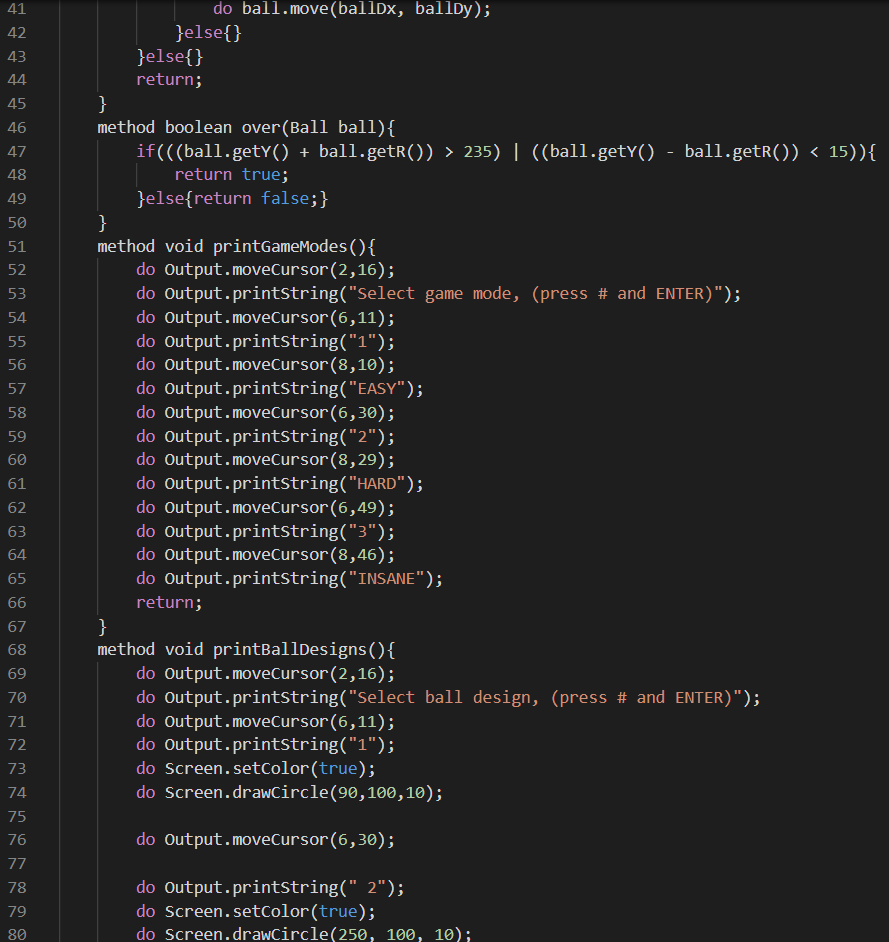 41 do ball.move(ballDx, ballDy);
42 }else{}
43 }else{}
44 return;
45 }
46 method boolean over(Ball ball){
47 if(((ball.getY() + ball.getR()) > 235) | ((ball.getY() - ball.getR()) < 15)){
48 return true;
49 }else{return false;}
50 }
51 method void printGameModes(){
52 do Output.moveCursor(2,16);
53 do Output.printString("Select game mode, (press # and ENTER)");
54 do Output.moveCursor(6,11);
55 do Output.printString("1");
56 do Output.moveCursor(8,10);
57 do Output.printString("EASY");
58 do Output.moveCursor(6,30);
59 do Output.printString("2");
60 do Output.moveCursor(8,29);
61 do Output.printString("HARD");
62 do Output.moveCursor(6,49);
63 do Output.printString("3");
64 do Output.moveCursor(8,46);
65 do Output.printString("INSANE");
66 return;
67 }
68 method void printBallDesigns(){
69 do Output.moveCursor(2,16);
70 do Output.printString("Select ball design, (press # and ENTER)");
71 do Output.moveCursor(6,11);
72 do Output.printString("1");
73 do Screen.setColor(true);
74 do Screen.drawCircle(90,100,10);
75
76 do Output.moveCursor(6,30);
77
78 do Output.printString(" 2");
79 do Screen.setColor(true);
80 do Screen.drawCircle(250, 100, 10);